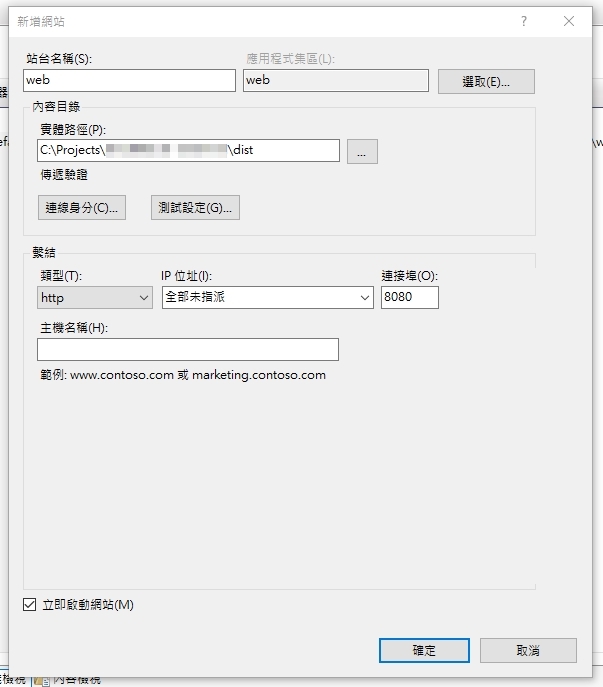 新增網站
?
站台名稱(S):
應用程式集區(L):
web
web
選取(E)...
內容目錄
實體路徑(P):
C:\Projects\ \dist
...
傳遞驗證
連線身分(C)...
測試設定(G)...
繫結
類型(T):
IP 位址(I):
連接埠(O):
http
全部未指派
8080
主機名稱(H):
範例: www.contoso.com 或 marketing.contoso.com
立即啟動網站(M)
確定
取消
內容檢視